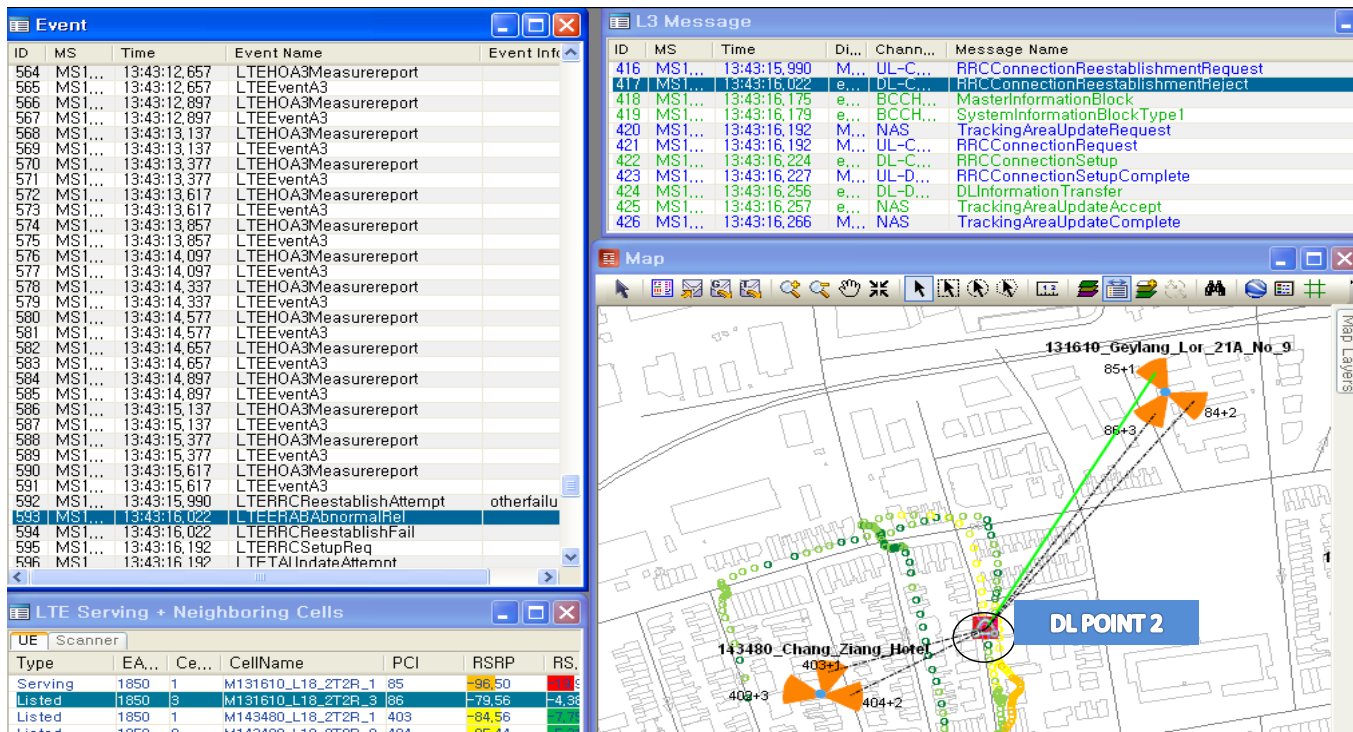 Event
ID MS Time Event Name Event Info
564 MS1... 13:43:12,657 LTEHOA3Measurereport
565 MS1... 13:43:12,657 LTEEventA3
566 MS1... 13:43:12,897 LTEHOA3Measurereport
567 MS1... 13:43:12,897 LTEEventA3
568 MS1... 13:43:13,137 LTEHOA3Measurereport
569 MS1... 13:43:13,137 LTEEventA3
570 MS1... 13:43:13,377 LTEHOA3Measurereport
571 MS1... 13:43:13,377 LTEEventA3
572 MS1... 13:43:13,617 LTEHOA3Measurereport
573 MS1... 13:43:13,617 LTEEventA3
574 MS1... 13:43:13,857 LTEHOA3Measurereport
575 MS1... 13:43:13,857 LTEEventA3
576 MS1... 13:43:14,097 LTEHOA3Measurereport
577 MS1... 13:43:14,097 LTEEventA3
578 MS1... 13:43:14,337 LTEHOA3Measurereport
579 MS1... 13:43:14,337 LTEEventA3
580 MS1... 13:43:14,577 LTEHOA3Measurereport
581 MS1... 13:43:14,577 LTEEventA3
582 MS1... 13:43:14,657 LTEHOA3Measurereport
583 MS1... 13:43:14,657 LTEEventA3
584 MS1... 13:43:14,897 LTEHOA3Measurereport
585 MS1... 13:43:14,897 LTEEventA3
586 MS1... 13:43:15,137 LTEHOA3Measurereport
587 MS1... 13:43:15,137 LTEEventA3
588 MS1... 13:43:15,377 LTEHOA3Measurereport
589 MS1... 13:43:15,377 LTEEventA3
590 MS1... 13:43:15,617 LTEHOA3Measurereport
591 MS1... 13:43:15,617 LTEEventA3
592 MS1... 13:43:15,990 LTERRCReestablishAttempt otherfailu
593 MS1... 13:43:16,022 LTEERABAbnormalRel
594 MS1... 13:43:16,022 LTERRCReestablishFail
595 MS1... 13:43:16,192 LTERRCSetupReq
596 MS1 13:43:16,192 LTETAUpdateAttempt
L3 Message
ID MS Time Di... Chann... Message Name
416 MS1... 13:43:15,990 M... UL-C... RRCConnectionReestablishmentRequest
417 MS1... 13:43:16,022 e... DL-C... RRCConnectionReestablishmentReject
418 MS1... 13:43:16,175 e... BCCH... MasterInformationBlock
419 MS1... 13:43:16,179 e... BCCH... SystemInformationBlockType1
420 MS1... 13:43:16,192 M... NAS TrackingAreaUpdateRequest
421 MS1... 13:43:16,192 M... UL-C... RRCConnectionRequest
422 MS1... 13:43:16,224 e... DL-C... RRCConnectionSetup
423 MS1... 13:43:16,227 M... UL-D... RRCConnectionSetupComplete
424 MS1... 13:43:16,256 e... DL-D... DLInformationTransfer
425 MS1... 13:43:16,257 e... NAS TrackingAreaUpdateAccept
426 MS1... 13:43:16,266 M... NAS TrackingAreaUpdateComplete
Map
Map Layers
131610_Geylang_Lor_21A_No_9
85+1
84+2
86+3
DL POINT 2
143480_Chang_Ziang_Hotel
403+1
402+3
404+2
LTE Serving + Neighboring Cells
UE Scanner
Type EA... Ce... CellName PCI RSRP RS.
Serving 1850 1 M131610_L18_2T2R_1 85 -96,50
Listed 1850 3 M131610_L18_2T2R_3 86 -79,56 -4,38
Listed 1850 1 M143480_L18_2T2R_1 403 -84,56 -7,75